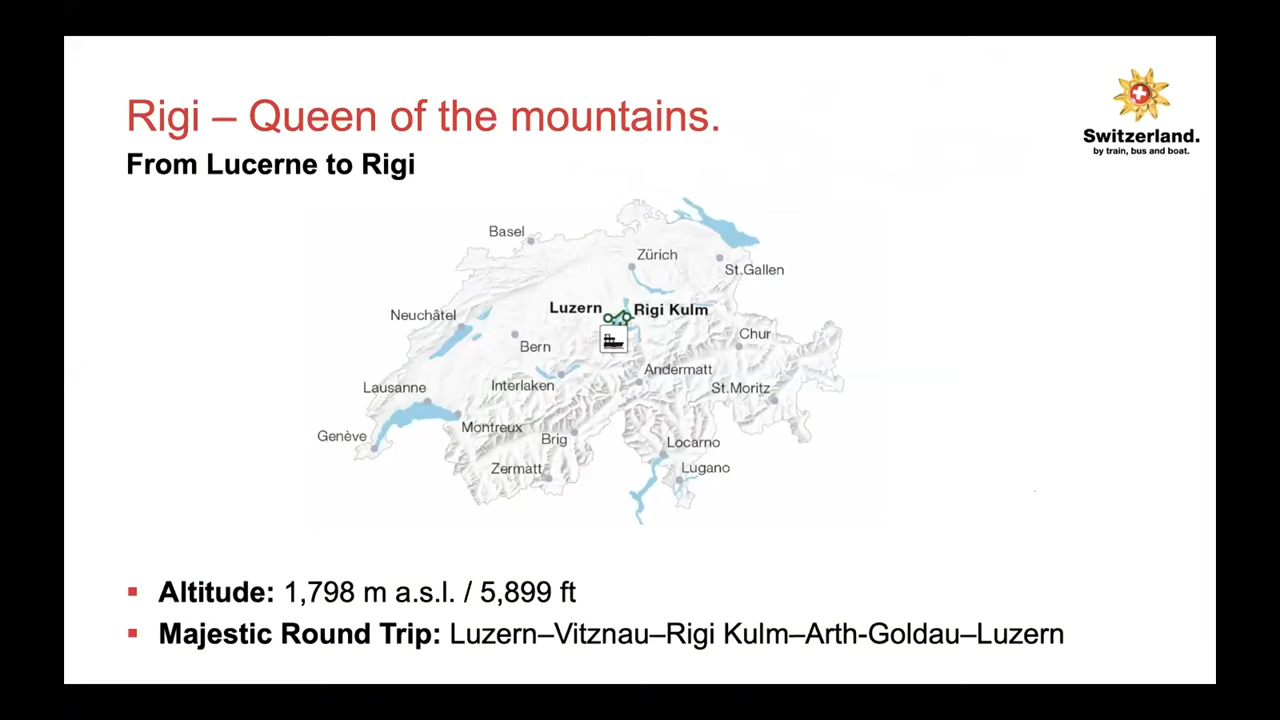 Rigi – Queen of the mountains.
From Lucerne to Rigi
Switzerland.
by train, bus and boat.
Basel
Zürich
St.Gallen
Luzern
Rigi Kulm
Neuchâtel
Bern
Chur
Interlaken
Andermatt
Lausanne
St.Moritz
Genève
Montreux
Brig
Locarno
Zermatt
Lugano
▪ Altitude: 1,798 m a.s.l. / 5,899 ft
▪ Majestic Round Trip: Luzern–Vitznau–Rigi Kulm–Arth-Goldau–Luzern